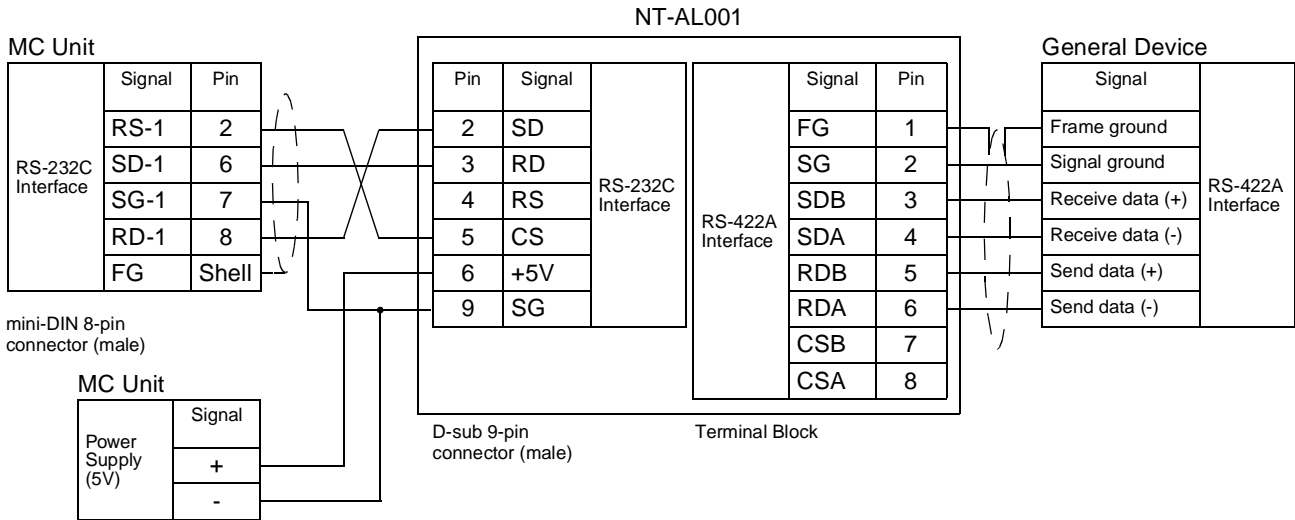 NT-AL001
MC Unit
General Device
Signal Pin
Pin Signal
Signal Pin
Signal
RS-232C
Interface
RS-1 2
SD-1 6
SG-1 7
RD-1 8
FG Shell
2 SD
3 RD
4 RS
5 CS
6 +5V
9 SG
RS-232C
Interface
RS-422A
Interface
FG 1
SG 2
SDB 3
SDA 4
RDB 5
RDA 6
CSB 7
CSA 8
Frame ground
Signal ground
Receive data (+)
Receive data (-)
Send data (+)
Send data (-)
RS-422A
Interface
mini-DIN 8-pin
connector (male)
MC Unit
Signal
Power
Supply
(5V)
+
-
D-sub 9-pin
connector (male)
Terminal Block